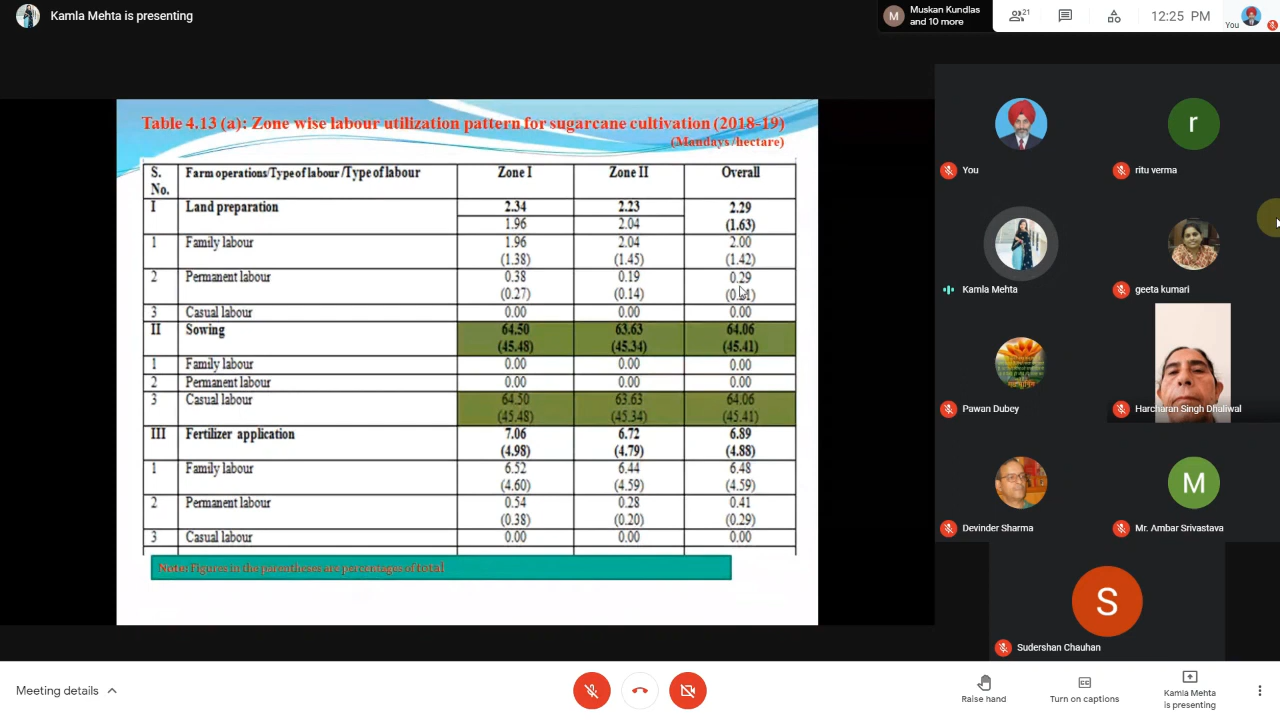 Kamla Mehta is presenting
M
Muskan Kundlas
and 10 more
21
12:25 PM
You
Table 4.13 (a): Zone wise labour utilization pattern for sugarcane cultivation (2018-19)
(Mandays /hectare)
S. No. Farm operations/Type of labour /Type of labour Zone I Zone II Overall
I Land preparation 2.34 2.23 2.29
1.96 2.04 (1.63)
1 Family labour 1.96 2.04 2.00
(1.38) (1.45) (1.42)
2 Permanent labour 0.38 0.19 0.29
(0.27) (0.14)
3 Casual labour 0.00 0.00 0.00
II Sowing 64.50 63.63 64.06
(45.48) (45.34) (45.41)
1 Family labour 0.00 0.00 0.00
2 Permanent labour 0.00 0.00 0.00
3 Casual labour 64.50 63.63 64.06
(45.48) (45.34) (45.41)
III Fertilizer application 7.06 6.72 6.89
(4.98) (4.79) (4.88)
1 Family labour 6.52 6.44 6.48
(4.60) (4.59) (4.59)
2 Permanent labour 0.54 0.28 0.41
(0.38) (0.20) (0.29)
3 Casual labour 0.00 0.00 0.00
Note: Figures in the parentheses are percentages of total
You
r
ritu verma
Kamla Mehta
geeta kumari
Pawan Dubey
Harcharan Singh Dhaliwal
Devinder Sharma
M
Mr. Ambar Srivastava
S
Sudershan Chauhan
Meeting details
Raise hand
Turn on captions
Kamla Mehta
is presenting